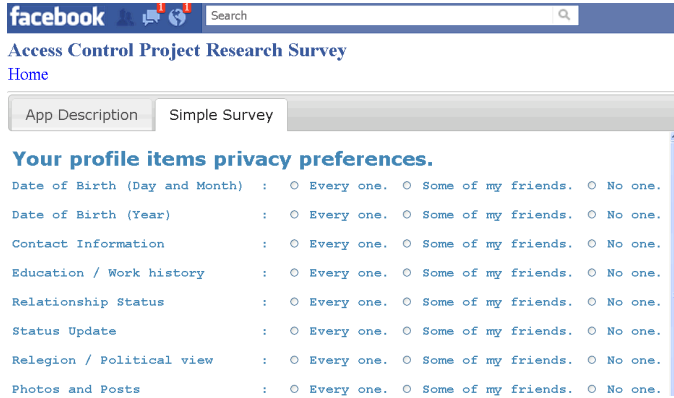 facebook 1 1 Search
Access Control Project Research Survey
Home
App Description Simple Survey
Your profile items privacy preferences.
Date of Birth (Day and Month) : Every one. Some of my friends. No one.
Date of Birth (Year) : Every one. Some of my friends. No one.
Contact Information : Every one. Some of my friends. No one.
Education / Work history : Every one. Some of my friends. No one.
Relationship Status : Every one. Some of my friends. No one.
Status Update : Every one. Some of my friends. No one.
Relegion / Political view : Every one. Some of my friends. No one.
Photos and Posts : Every one. Some of my friends. No one.